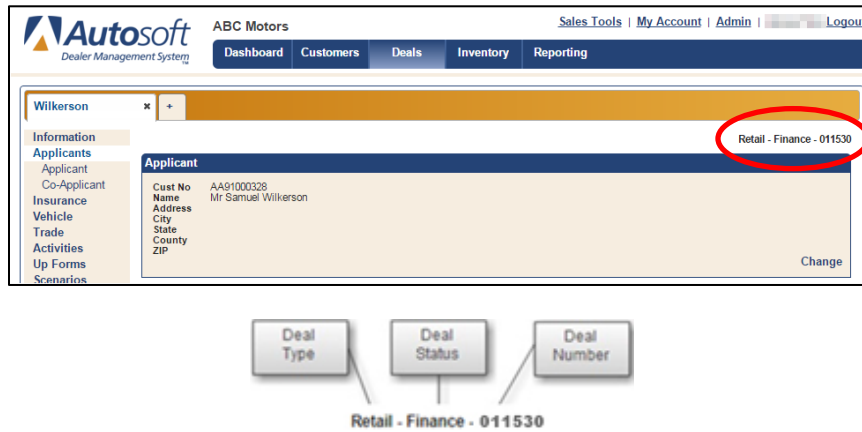 Autosoft
Dealer Management System
TM
ABC Motors
Sales Tools | My Account | Admin | Logou
Dashboard Customers Deals Inventory Reporting
Wilkerson × +
Retail - Finance - 011530
Information
Applicants
Applicant
Co-Applicant
Insurance
Vehicle
Trade
Activities
Up Forms
Scenarios
Applicant
Cust No AA91000328
Name Mr Samuel Wilkerson
Address
City
State
County
ZIP
Change
Deal Type
Deal Status
Deal Number
Retail - Finance - 011530